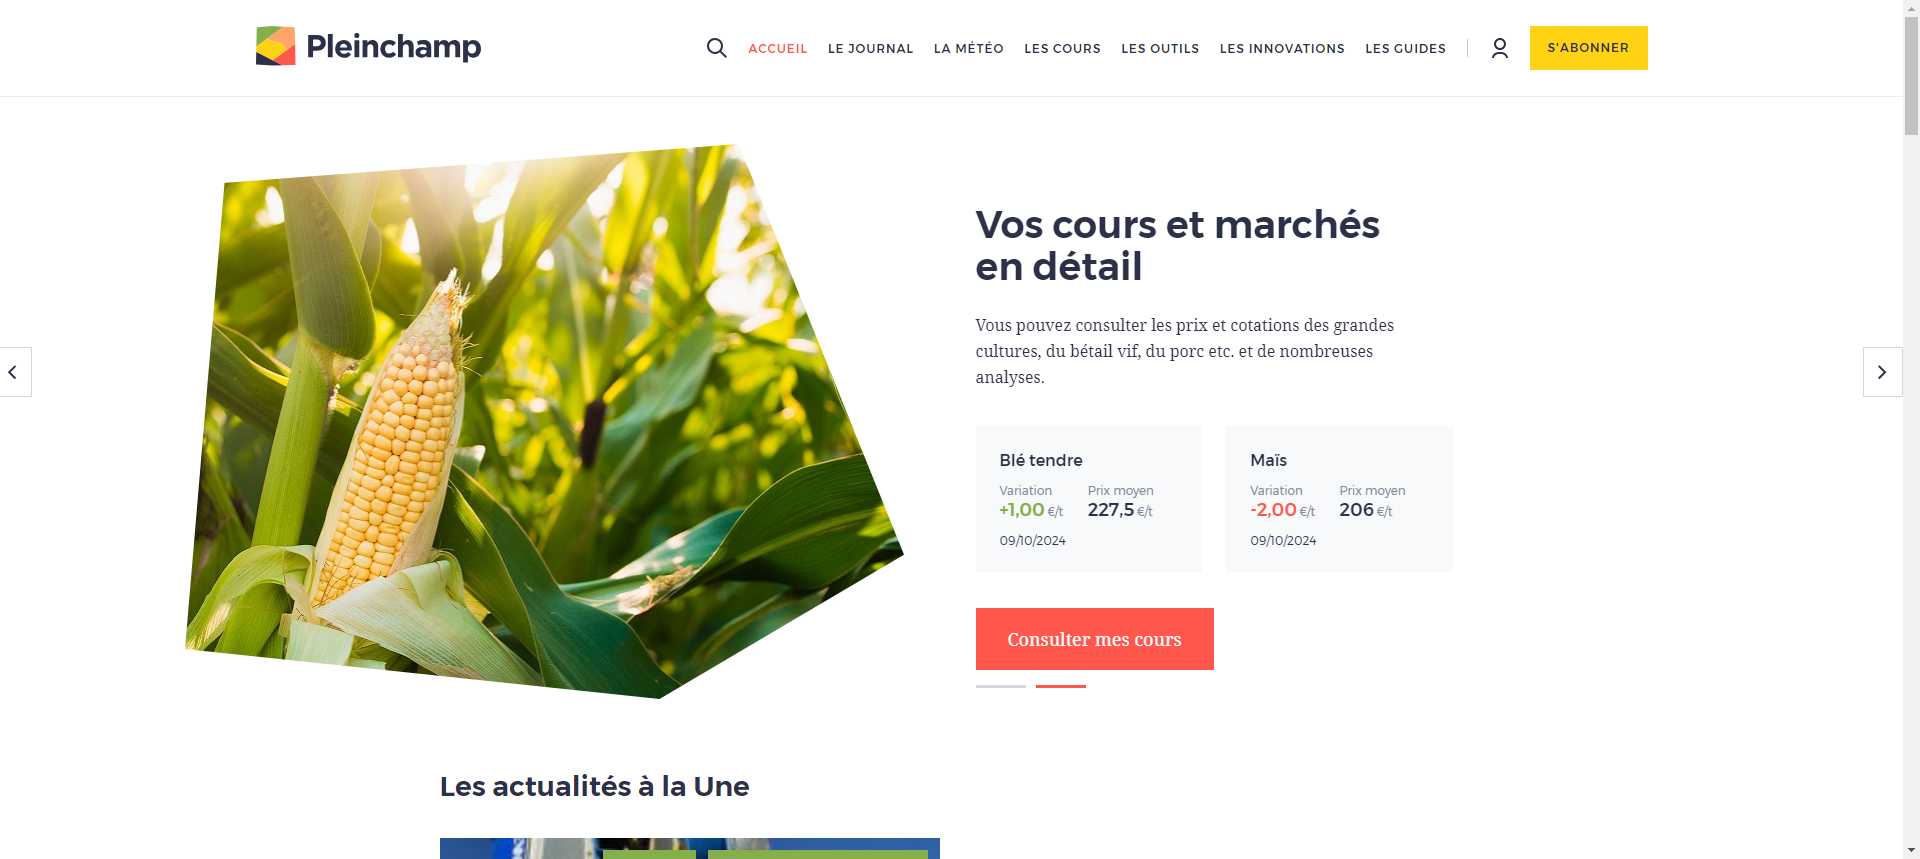 Pleinchamp
ACCUEIL LE JOURNAL LA MÉTÉO LES COURS LES OUTILS LES INNOVATIONS LES GUIDES S'ABONNER
Vos cours et marchés
en détail
Vous pouvez consulter les prix et cotations des grandes
cultures, du bétail vif, du porc etc. et de nombreuses
analyses.
Blé tendre
Variation Prix moyen
+1,00 €/t 227,5 €/t
09/10/2024
Maïs
Variation Prix moyen
-2,00 €/t 206 €/t
09/10/2024
Consulter mes cours
Les actualités à la Une